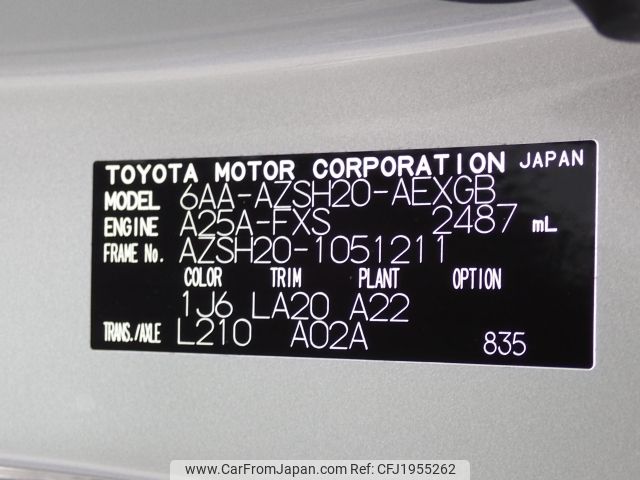 TOYOTA MOTOR CORPORATION JAPAN
MODEL 6AA-AZSH20-AEXGB
ENGINE A25A-FXS 2487 mL
FRAME No. AZSH20-1051211
COLOR TRIM PLANT OPTION
1J6 LA20 A22
TRANS./AXLE L210 A02A 835
www.CarFromJapan.com - CFJ1955262